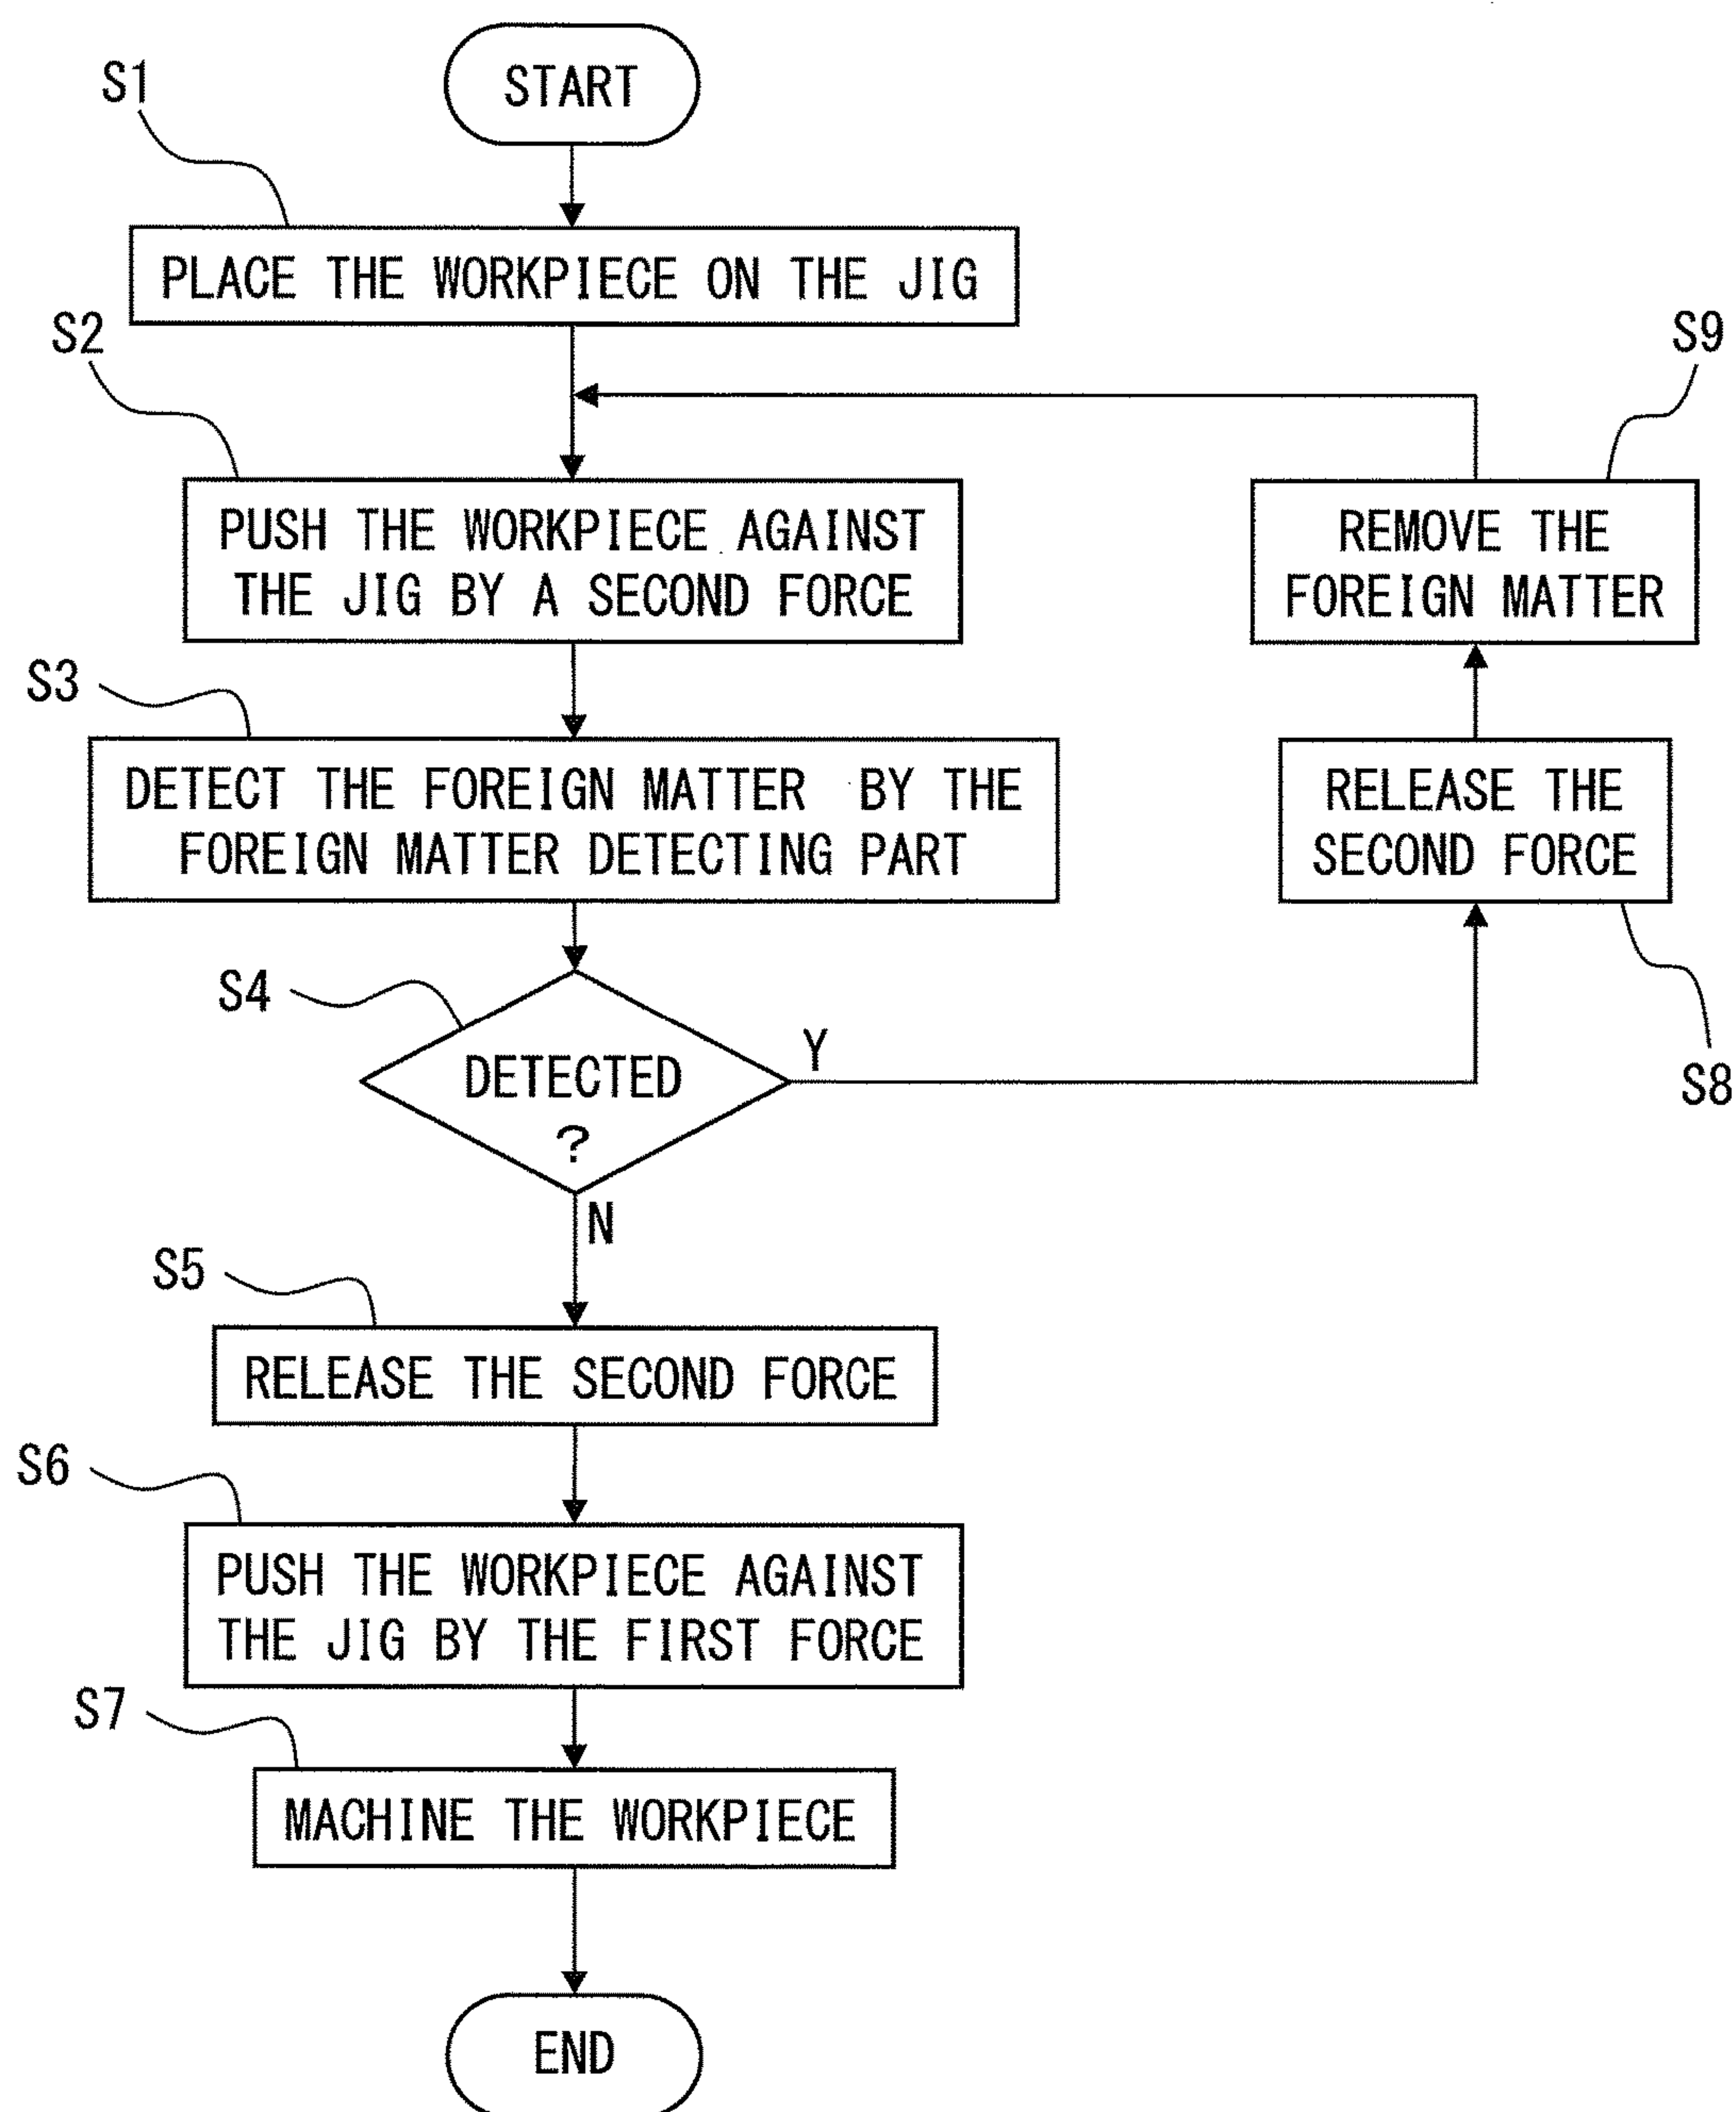 START
S1
PLACE THE WORKPIECE ON THE JIG
S2
PUSH THE WORKPIECE AGAINST
THE JIG BY A SECOND FORCE
S3
DETECT THE FOREIGN MATTER BY THE
FOREIGN MATTER DETECTING PART
S4
DETECTED
?
Y
N
S5
RELEASE THE SECOND FORCE
S6
PUSH THE WORKPIECE AGAINST
THE JIG BY THE FIRST FORCE
S7
MACHINE THE WORKPIECE
END
S8
RELEASE THE
SECOND FORCE
S9
REMOVE THE
FOREIGN MATTER